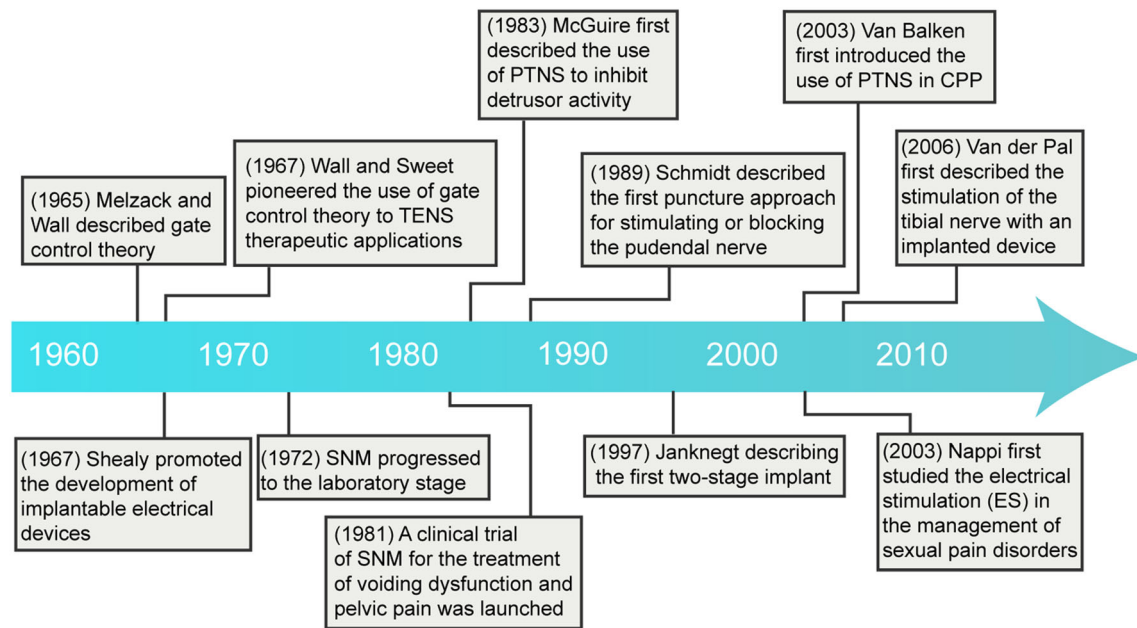 (1983) McGuire first
described the use
of PTNS to inhibit
detrusor activity
(2003) Van Balken
first introduced the
use of PTNS in CPP
(1965) Melzack and
Wall described gate
control theory
(1967) Wall and Sweet
pioneered the use of gate
control theory to TENS
therapeutic applications
(1989) Schmidt described
the first puncture approach
for stimulating or blocking
the pudendal nerve
(2006) Van der Pal
first described the
stimulation of the
tibial nerve with an
implanted device
1960 1970 1980 1990 2000 2010
(1967) Shealy promoted
the development of
implantable electrical
devices
(1972) SNM progressed
to the laboratory stage
(1981) A clinical trial
of SNM for the treatment
of voiding dysfunction and
pelvic pain was launched
(1997) Janknegt describing
the first two-stage implant
(2003) Nappi first
studied the electrical
stimulation (ES) in
the management of
sexual pain disorders